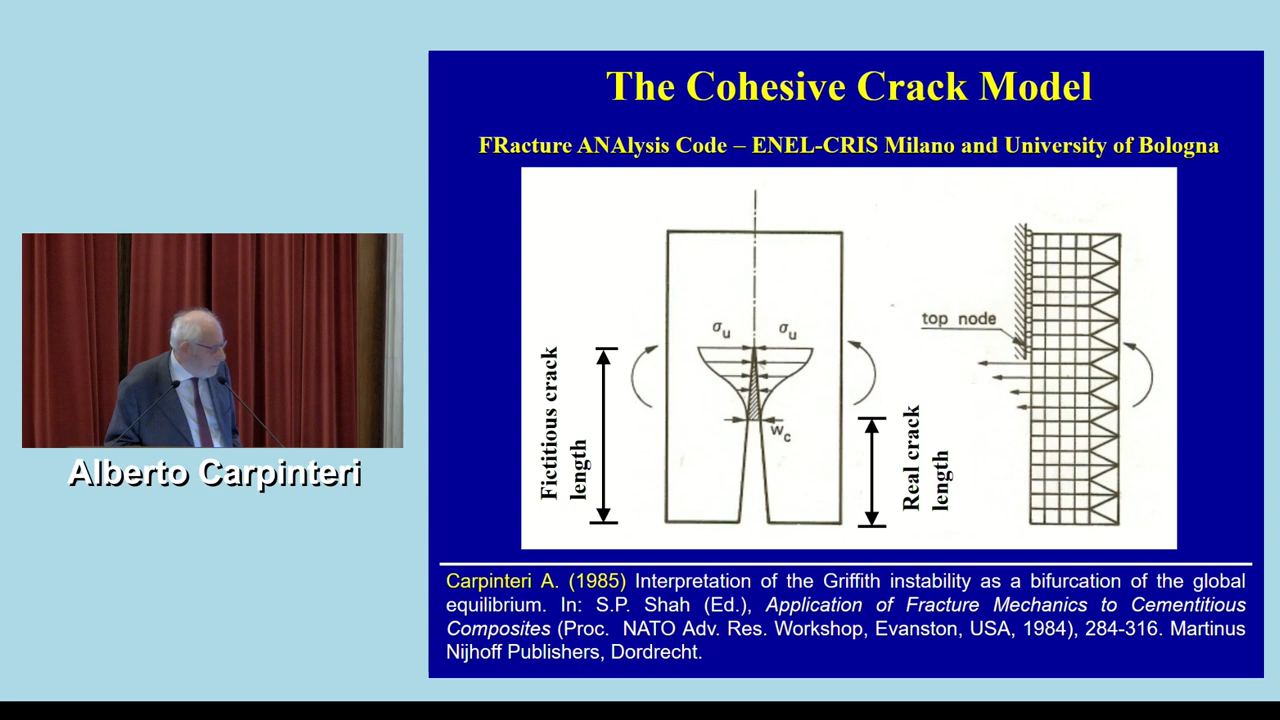 The Cohesive Crack Model
FRacture ANAlysis Code – ENEL-CRIS Milano and University of Bologna
σu
σu
wc
Fictitious crack
length
Real crack
length
top node
Alberto Carpinteri
Carpinteri A. (1985) Interpretation of the Griffith instability as a bifurcation of the global
equilibrium. In: S.P. Shah (Ed.), Application of Fracture Mechanics to Cementitious
Composites (Proc. NATO Adv. Res. Workshop, Evanston, USA, 1984), 284-316. Martinus
Nijhoff Publishers, Dordrecht.